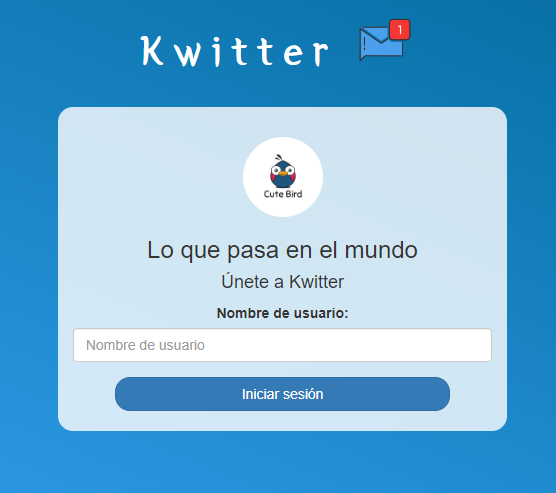 Kwitter
1
Cute Bird
Lo que pasa en el mundo
Únete a Kwitter
Nombre de usuario:
Nombre de usuario
Iniciar sesión